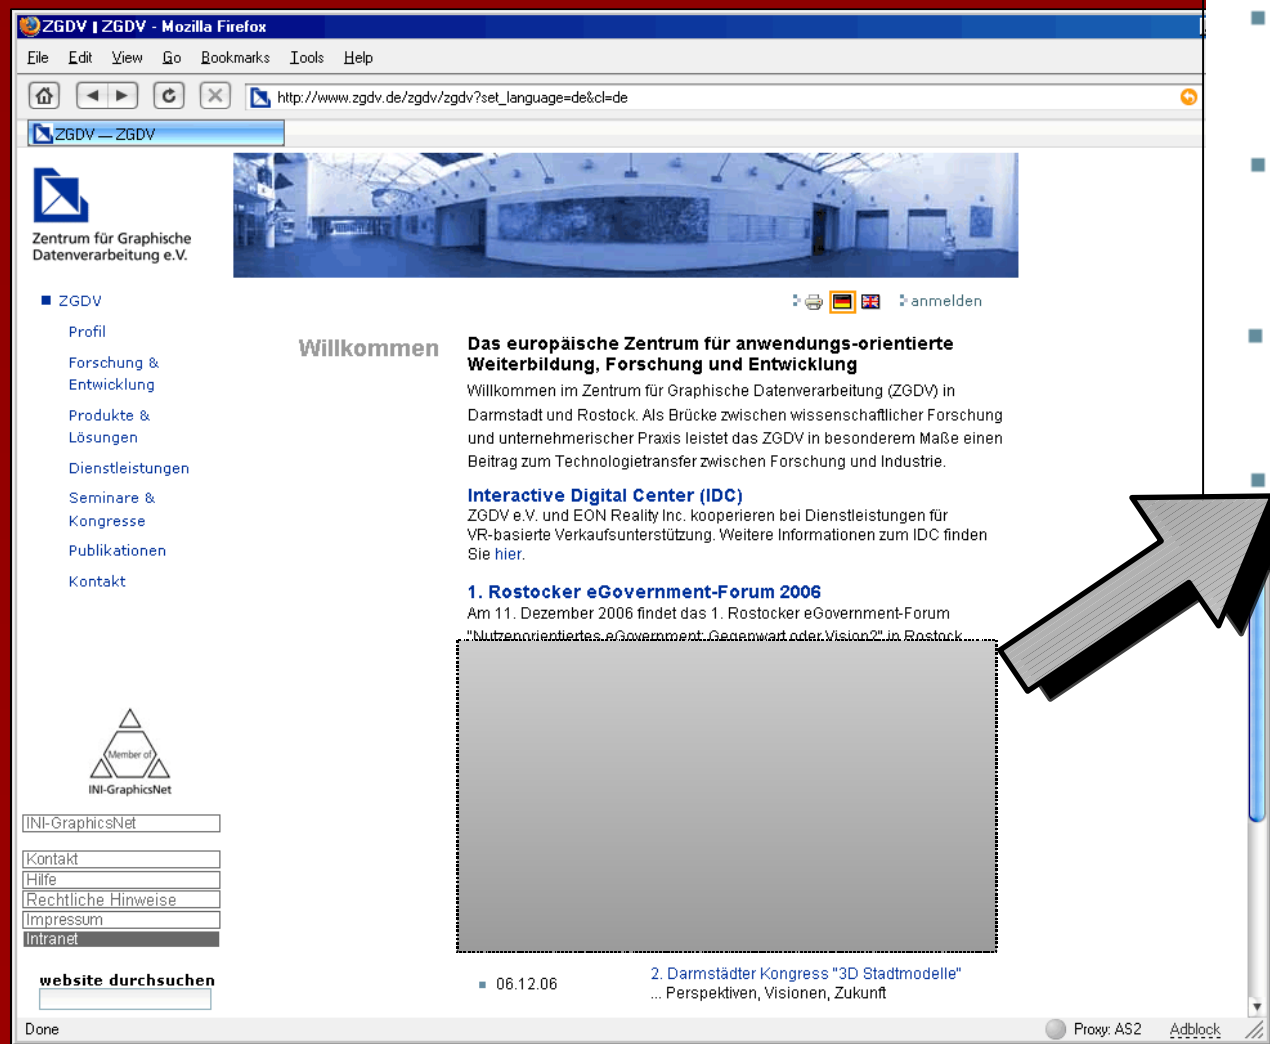 ZGDV | ZGDV - Mozilla Firefox
File Edit View Go Bookmarks Tools Help
http://www.zgdv.de/zgdv/zgdv?set_language=de&cl=de
ZGDV — ZGDV
Zentrum für Graphische
Datenverarbeitung e.V.
ZGDV
Profil
Forschung &
Entwicklung
Produkte &
Lösungen
Dienstleistungen
Seminare &
Kongresse
Publikationen
Kontakt
Member of
INI-GraphicsNet
INI-GraphicsNet
Kontakt
Hilfe
Rechtliche Hinweise
Impressum
Intranet
website durchsuchen
anmelden
Willkommen
Das europäische Zentrum für anwendungs-orientierte
Weiterbildung, Forschung und Entwicklung
Willkommen im Zentrum für Graphische Datenverarbeitung (ZGDV) in
Darmstadt und Rostock. Als Brücke zwischen wissenschaftlicher Forschung
und unternehmerischer Praxis leistet das ZGDV in besonderem Maße einen
Beitrag zum Technologietransfer zwischen Forschung und Industrie.
Interactive Digital Center (IDC)
ZGDV e.V. und EON Reality Inc. kooperieren bei Dienstleistungen für
VR-basierte Verkaufsunterstützung. Weitere Informationen zum IDC finden
Sie hier.
1. Rostocker eGovernment-Forum 2006
Am 11. Dezember 2006 findet das 1. Rostocker eGovernment-Forum
"Nutzenorientiertes eGovernment: Gegenwart oder Vision?" in Rostock
06.12.06
2. Darmstädter Kongress "3D Stadtmodelle"
... Perspektiven, Visionen, Zukunft
Done
Proxy: AS2 Adblock